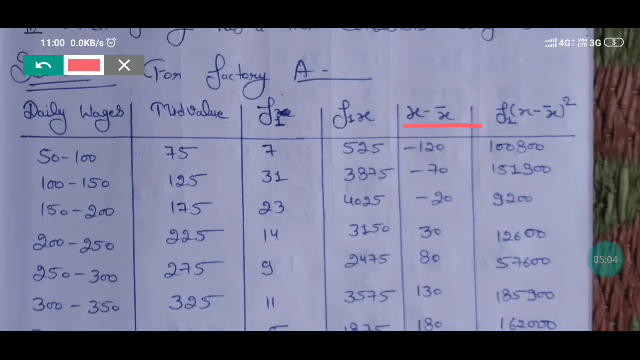 11:00 0.0KB/s 4G+ 3G 5
(For factory A-
Daily Wages Midvalue f1 f1x x-x̄ f1(x-x̄)²
50-100 75 7 525 -120 100800
100-150 125 31 3875 -70 151900
150-200 175 23 4025 -20 9200
200-250 225 14 3150 30 12600
250-300 275 9 2475 80 57600
05:04
300-350 325 11 3575 130 185900
1875 180 162000